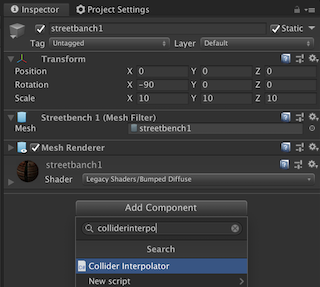 Inspector Project Settings
streetbanch1 Static
Tag Untagged Layer Default
Transform
Position X 0 Y 0 Z 0
Rotation X -90 Y 0 Z 0
Scale X 10 Y 10 Z 10
Streetbench 1 (Mesh Filter)
Mesh streetbench1
Mesh Renderer
streetbanch1
Shader Legacy Shaders/Bumped Diffuse
Add Component
colliderinterpo
Search
Collider Interpolator
New script